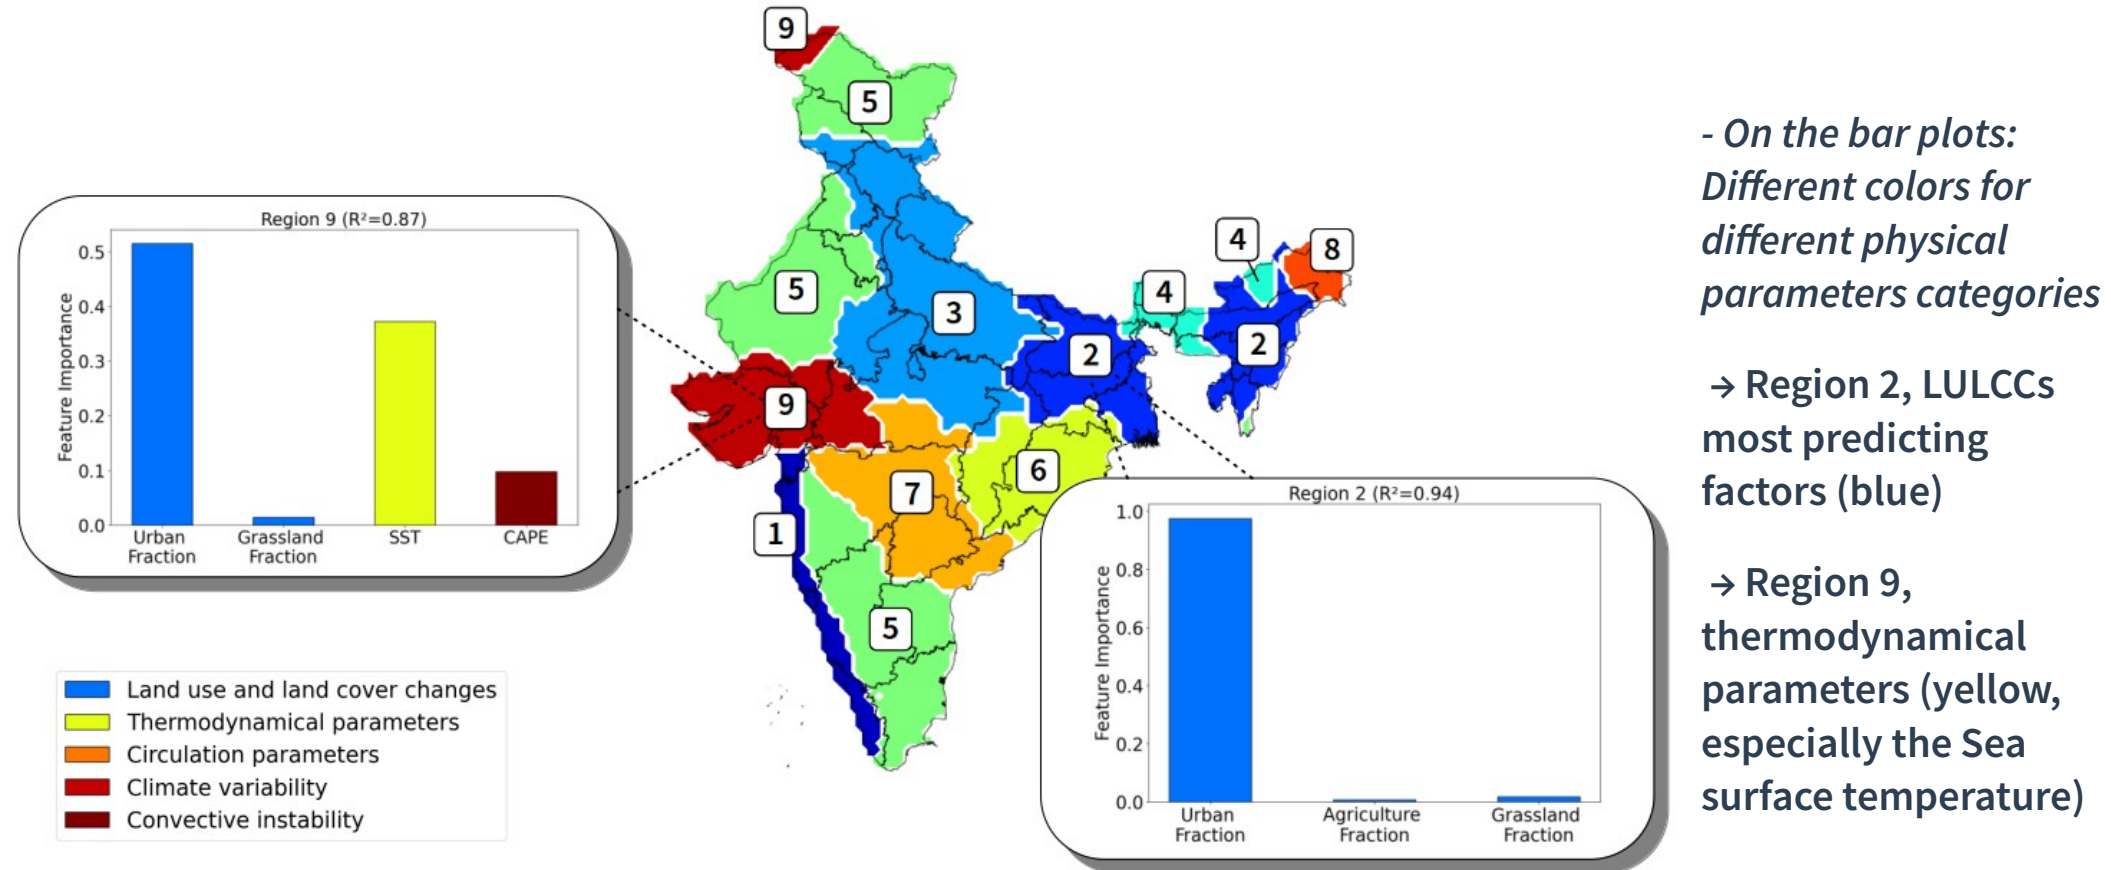 9
5
5
3
4
4
8
2
2
9
6
7
1
5
Region 9 (R²=0.87)
Feature Importance
0.5
0.4
0.3
0.2
0.1
0.0
Urban
Fraction
Grassland
Fraction
SST
CAPE
Land use and land cover changes
Thermodynamical parameters
Circulation parameters
Climate variability
Convective instability
Region 2 (R²=0.94)
Feature Importance
1.0
0.8
0.6
0.4
0.2
0.0
Urban
Fraction
Agriculture
Fraction
Grassland
Fraction
- On the bar plots:
Different colors for
different physical
parameters categories
→ Region 2, LULCCs
most predicting
factors (blue)
→ Region 9,
thermodynamical
parameters (yellow,
especially the Sea
surface temperature)